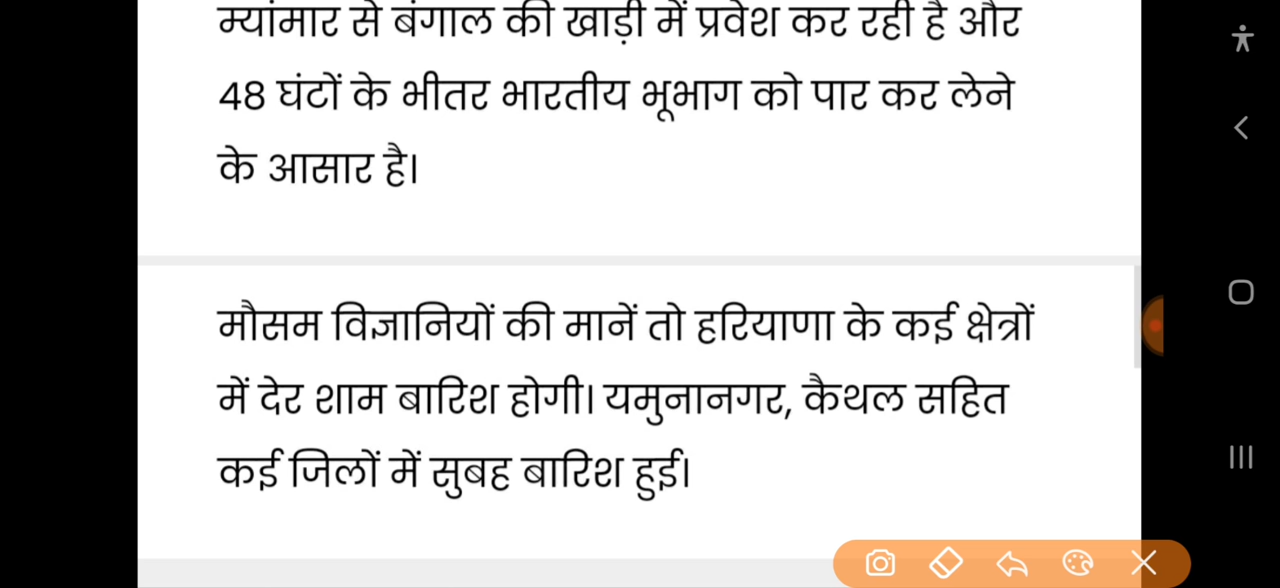 म्यांमार से बंगाल की खाड़ी में प्रवेश कर रही है और
48 घंटों के भीतर भारतीय भूभाग को पार कर लेने
के आसार है।
मौसम विज्ञानियों की मानें तो हरियाणा के कई क्षेत्रों
में देर शाम बारिश होगी। यमुनानगर, कैथल सहित
कई जिलों में सुबह बारिश हुई।